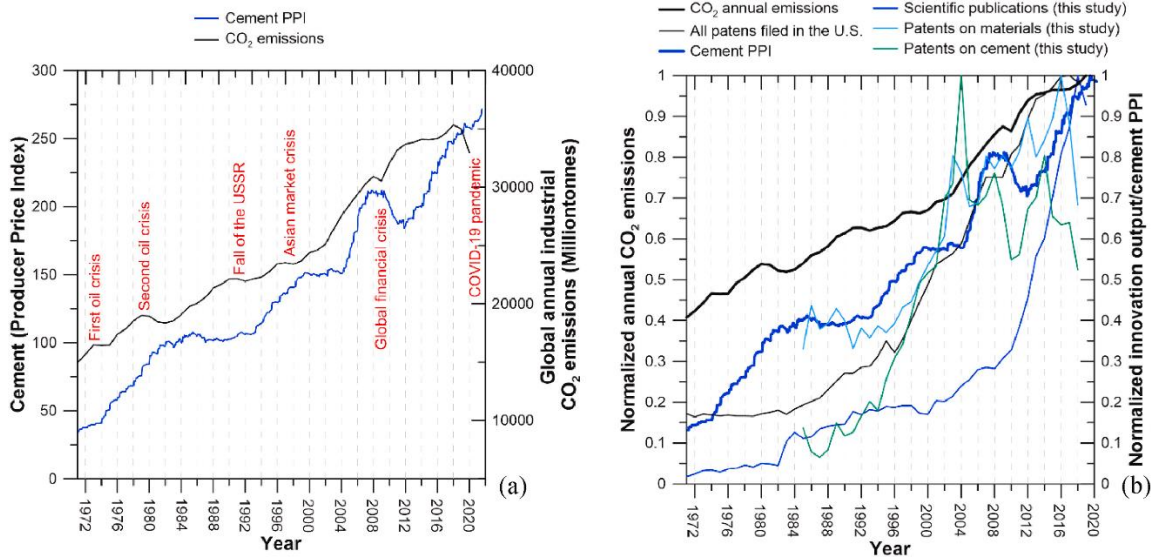 Cement PPI
CO2 emissions
300
250
200
150
100
50
0
Cement (Producer Price Index)
40000
30000
20000
10000
Global annual industrial
CO2 emissions (Milliontonnes)
First oil crisis
Second oil crisis
Fall of the USSR
Asian market crisis
Global financial crisis
COVID-19 pandemic
1972
1976
1980
1984
1988
1992
1996
2000
2004
2008
2012
2016
2020
Year
(a)
CO2 annual emissions
All patens filed in the U.S.
Cement PPI
Scientific publications (this study)
Patents on materials (this study)
Patents on cement (this study)
1
0.9
0.8
0.7
0.6
0.5
0.4
0.3
0.2
0.1
0
Normalized annual CO2 emissions
1
0.9
0.8
0.7
0.6
0.5
0.4
0.3
0.2
0.1
0
Normalized innovation output/cement PPI
1972
1976
1980
1984
1988
1992
1996
2000
2004
2008
2012
2016
2020
Year
(b)